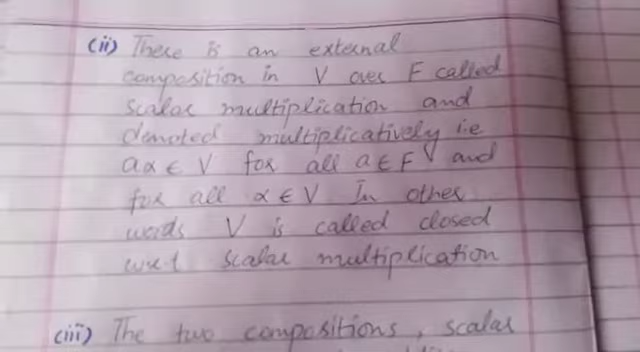 (ii) There is an external
composition in V over F called
scalar multiplication and
denoted multiplicatively i.e
aα ∈ V for all a ∈ F and
for all α ∈ V In other
words V is called closed
w.r.t scalar multiplication
(iii) The two compositions, scalar